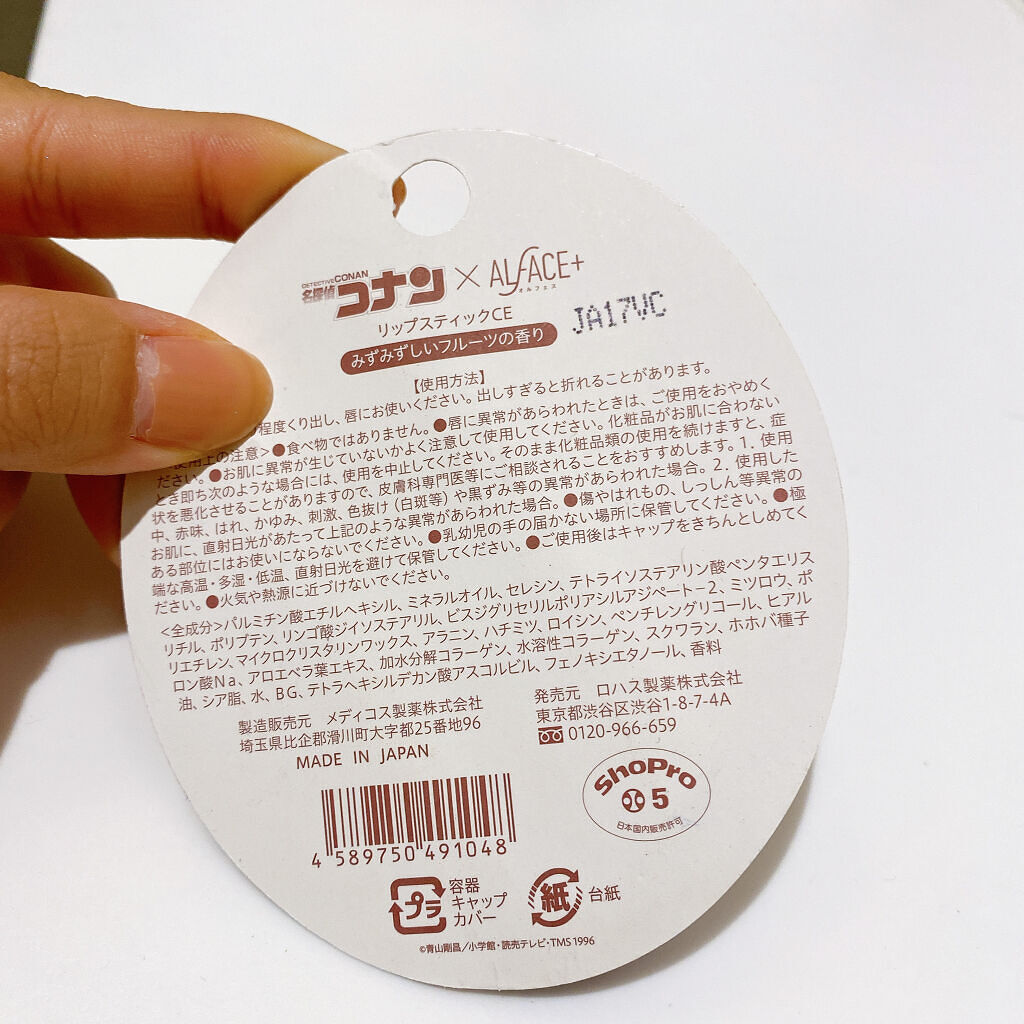 DETECTIVE CONAN
名探偵コナン × ALFACE+
オルフェス
リップスティックCE
JA17VC
みずみずしいフルーツの香り
【使用方法】
程度くり出し、唇にお使いください。出しすぎると折れることがあります。
使用上の注意>●食べ物ではありません。●唇に異常があらわれたときは、ご使用をおやめく
ださい。●お肌に異常が生じていないかよく注意して使用してください。化粧品がお肌に合わない
とき即ち次のような場合には、使用を中止してください。そのまま化粧品類の使用を続けますと、症
状を悪化させることがありますので、皮膚科専門医等にご相談されることをおすすめします。1. 使用
中、赤味、はれ、かゆみ、刺激、色抜け(白斑等)や黒ずみ等の異常があらわれた場合。2. 使用した
お肌に、直射日光があたって上記のような異常があらわれた場合。●傷やはれもの、しっしん等異常の
ある部位にはお使いにならないでください。●乳幼児の手の届かない場所に保管してください。●極
端な高温・多湿・低温、直射日光を避けて保管してください。●ご使用後はキャップをきちんとしめてく
ださい。●火気や熱源に近づけないでください。
<全成分>パルミチン酸エチルヘキシル、ミネラルオイル、セレシン、テトライソステアリン酸ペンタエリス
リチル、ポリブテン、リンゴ酸ジイソステアリル、ビスジグリセリルポリアシルアジペート-2、ミツロウ、ポ
リエチレン、マイクロクリスタリンワックス、アラニン、ハチミツ、ロイシン、ペンチレングリコール、ヒアル
ロン酸Na、アロエベラ葉エキス、加水分解コラーゲン、水溶性コラーゲン、スクワラン、ホホバ種子
油、シア脂、水、BG、テトラヘキシルデカン酸アスコルビル、フェノキシエタノール、香料
製造販売元 メディコス製薬株式会社
埼玉県比企郡滑川町大字都25番地96
MADE IN JAPAN
発売元 ロハス製薬株式会社
東京都渋谷区渋谷1-8-7-4A
0120-966-659
ShoPro
5
日本国内販売許可
4 589750 491048
プラ
容器
キャップ
カバー
紙
台紙
©青山剛昌/小学館・読売テレビ・TMS 1996